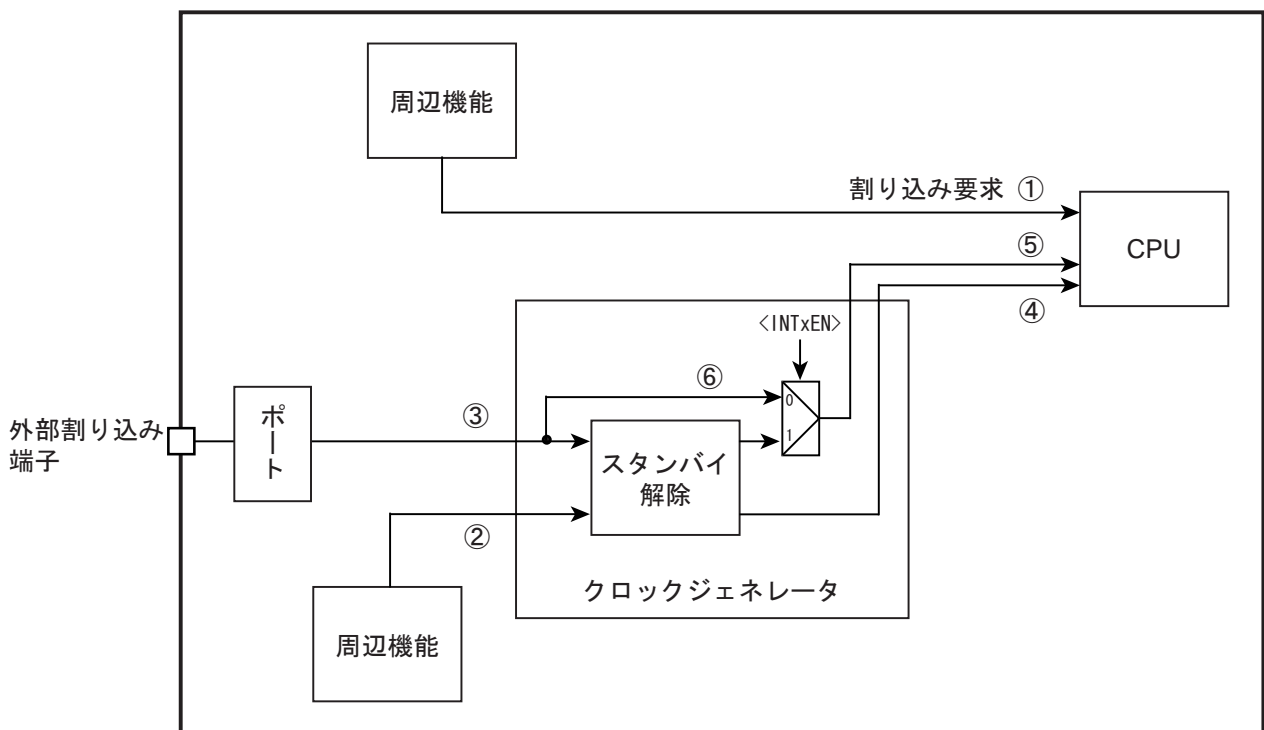 周辺機能
割り込み要求 ①
CPU
⑤
④
<INTxEN>
⑥
0
1
ポート
③
外部割り込み
端子
スタンバイ
解除
②
クロックジェネレータ
周辺機能